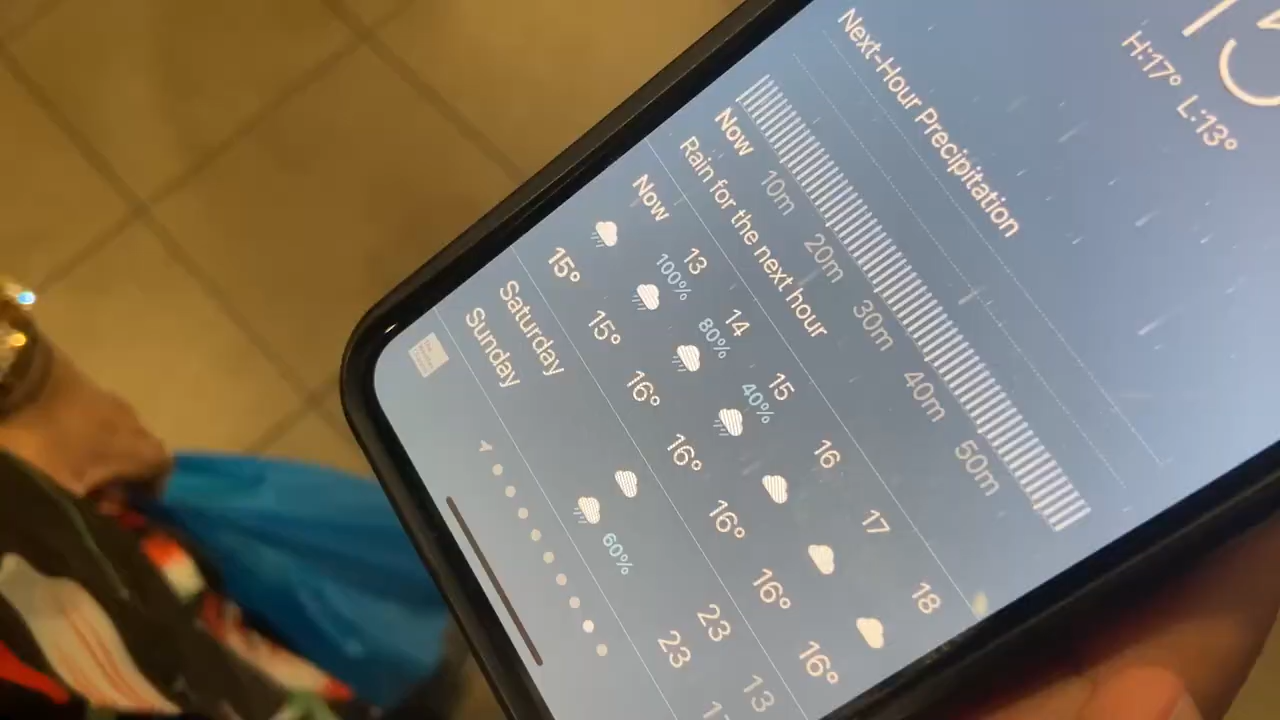 H:17° L:13°
Next-Hour Precipitation
Now 10m 20m 30m 40m 50m
Rain for the next hour
Now 13 14 15 16 17 18
100% 80% 40%
15° 15° 16° 16° 16° 16° 16°
Saturday 23 13
Sunday 60% 23